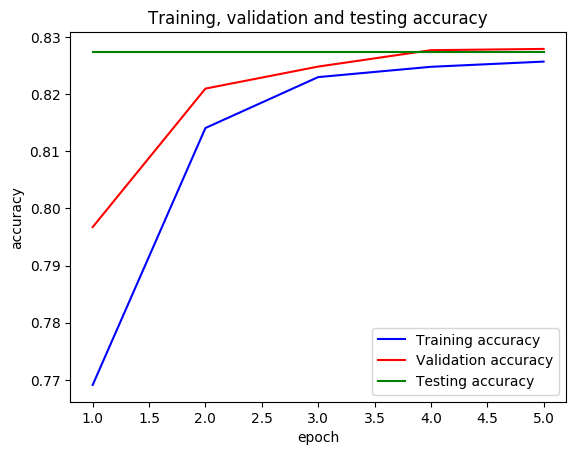 Training, validation and testing accuracy
accuracy
0.83
0.82
0.81
0.80
0.79
0.78
0.77
1.0 1.5 2.0 2.5 3.0 3.5 4.0 4.5 5.0
epoch
Training accuracy
Validation accuracy
Testing accuracy